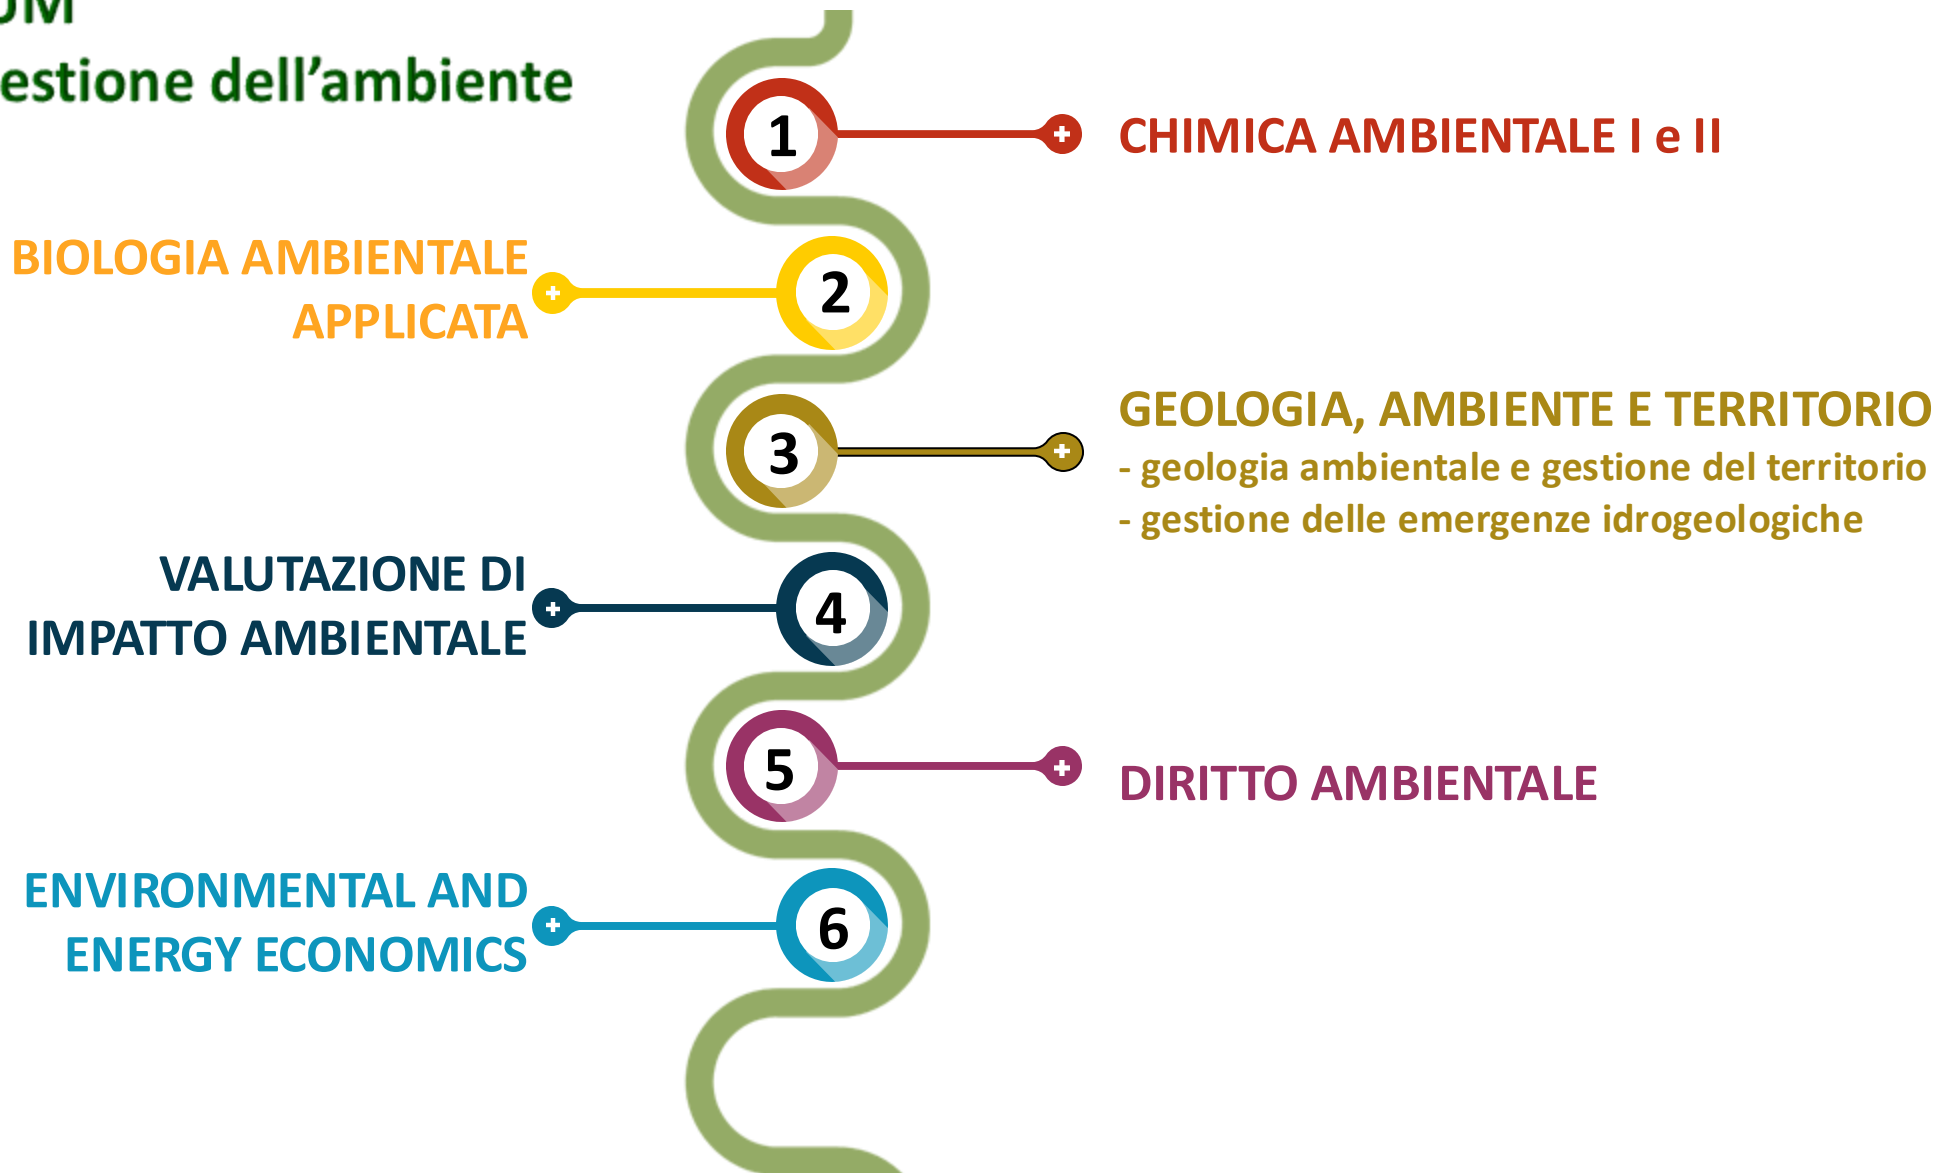 UM
estione dell'ambiente
1
CHIMICA AMBIENTALE I e II
BIOLOGIA AMBIENTALE
APPLICATA
2
3
GEOLOGIA, AMBIENTE E TERRITORIO
- geologia ambientale e gestione del territorio
- gestione delle emergenze idrogeologiche
VALUTAZIONE DI
IMPATTO AMBIENTALE
4
5
DIRITTO AMBIENTALE
ENVIRONMENTAL AND
ENERGY ECONOMICS
6